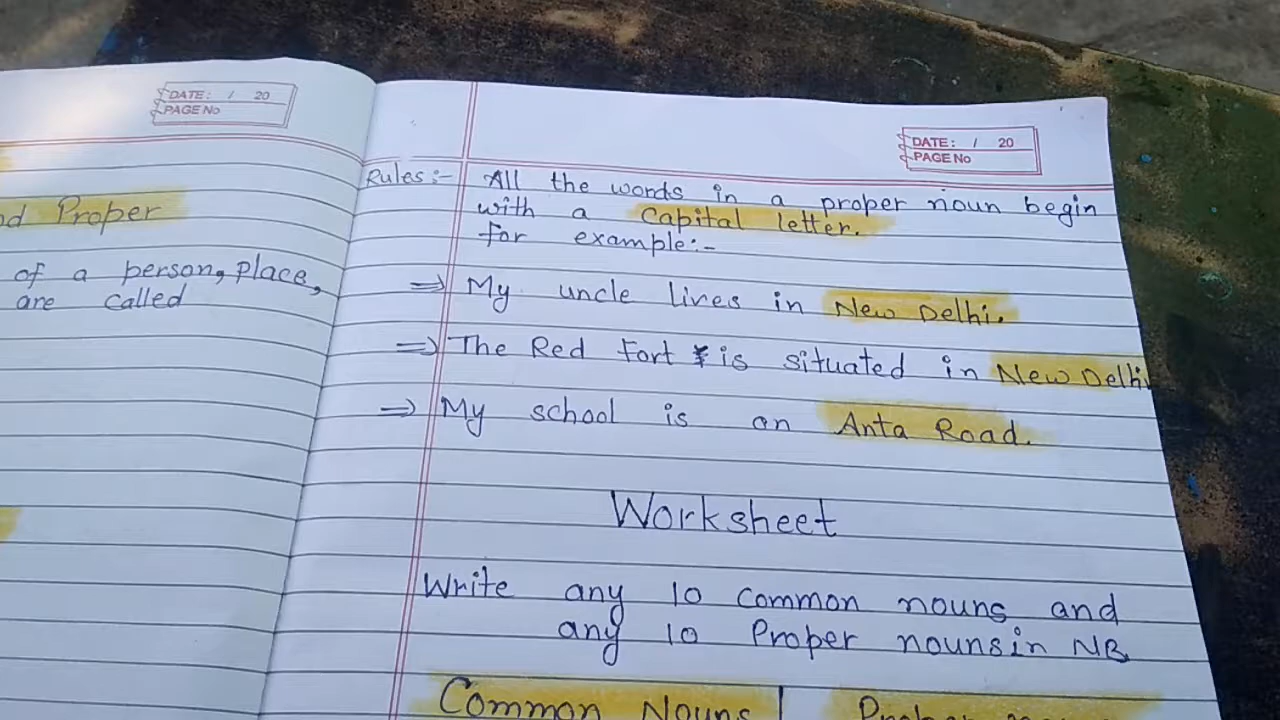 DATE: / 20
PAGE No
nd Proper
of a person, place,
are called
DATE: / 20
PAGE No
Rules:- All the words in a proper noun begin
with a Capital letter.
for example:-
⇒ My uncle lives in New Delhi.
⇒ The Red Fort is situated in New Delhi.
⇒ My school is on Anta Road.
Worksheet
Write any 10 common nouns and
any 10 Proper nouns in NB
Common Nouns